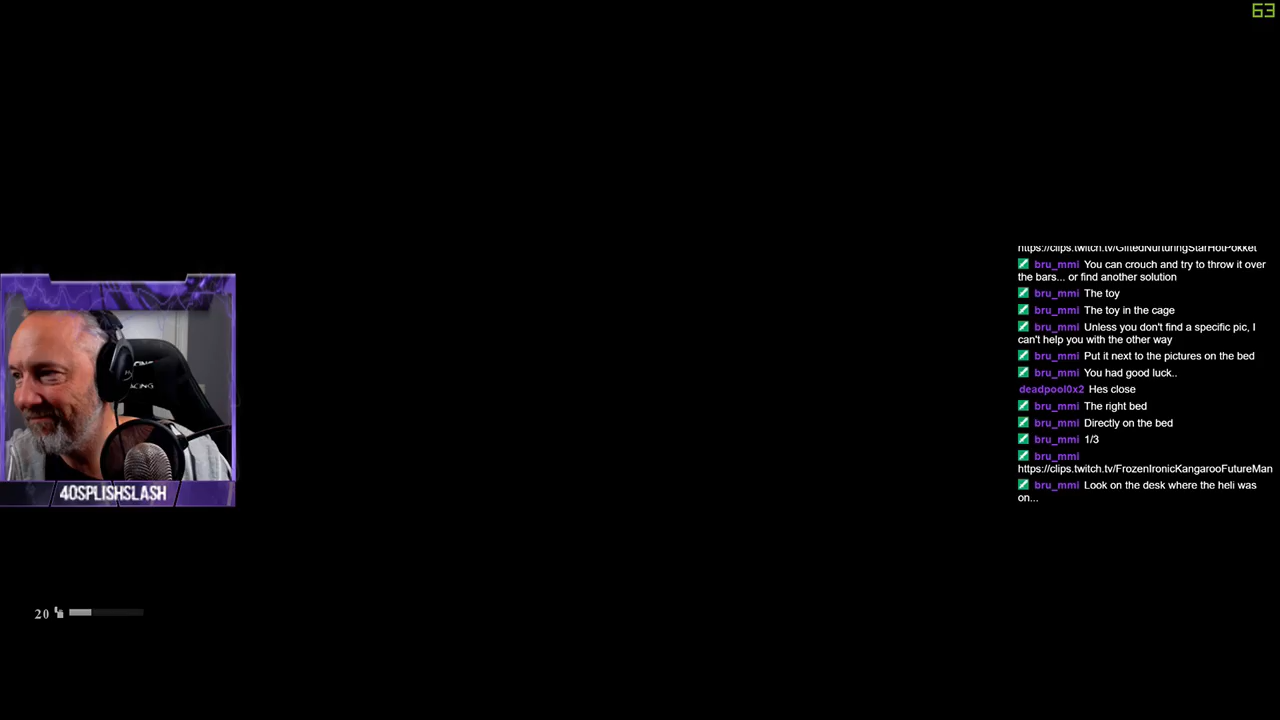 63
https://clips.twitch.tv/GiftedNurturingStarHotPokket
bru_mmi You can crouch and try to throw it over
the bars... or find another solution
bru_mmi The toy
bru_mmi The toy in the cage
bru_mmi Unless you don't find a specific pic, I
can't help you with the other way
bru_mmi Put it next to the pictures on the bed
bru_mmi You had good luck..
deadpool0x2 Hes close
bru_mmi The right bed
bru_mmi Directly on the bed
bru_mmi 1/3
bru_mmi
https://clips.twitch.tv/FrozenIronicKangarooFutureMan
bru_mmi Look on the desk where the heli was
on...
RACING
40SPLISHSLASH
20